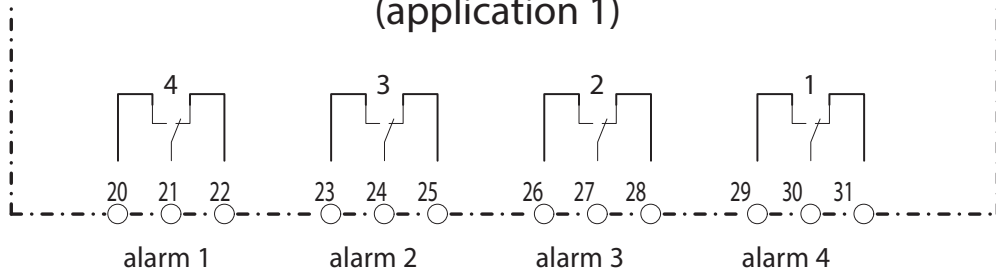 (application 1)
4 3 2 1
20 21 22 23 24 25 26 27 28 29 30 31
alarm 1 alarm 2 alarm 3 alarm 4